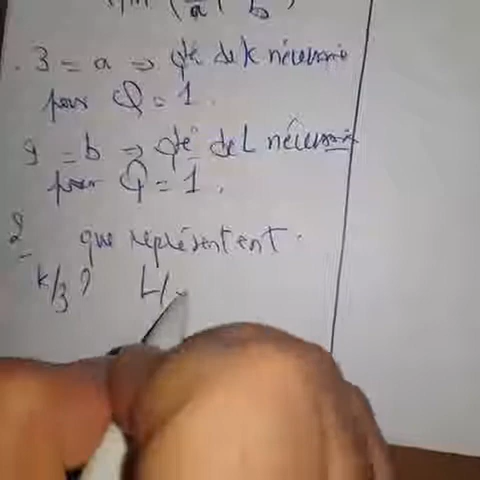 a b
. 3 = a => qté de k nécessaire
pour Q = 1.
9 = b => qté de L nécessaire
pour Q = 1.
2
que représentent.
K/3 ? L/